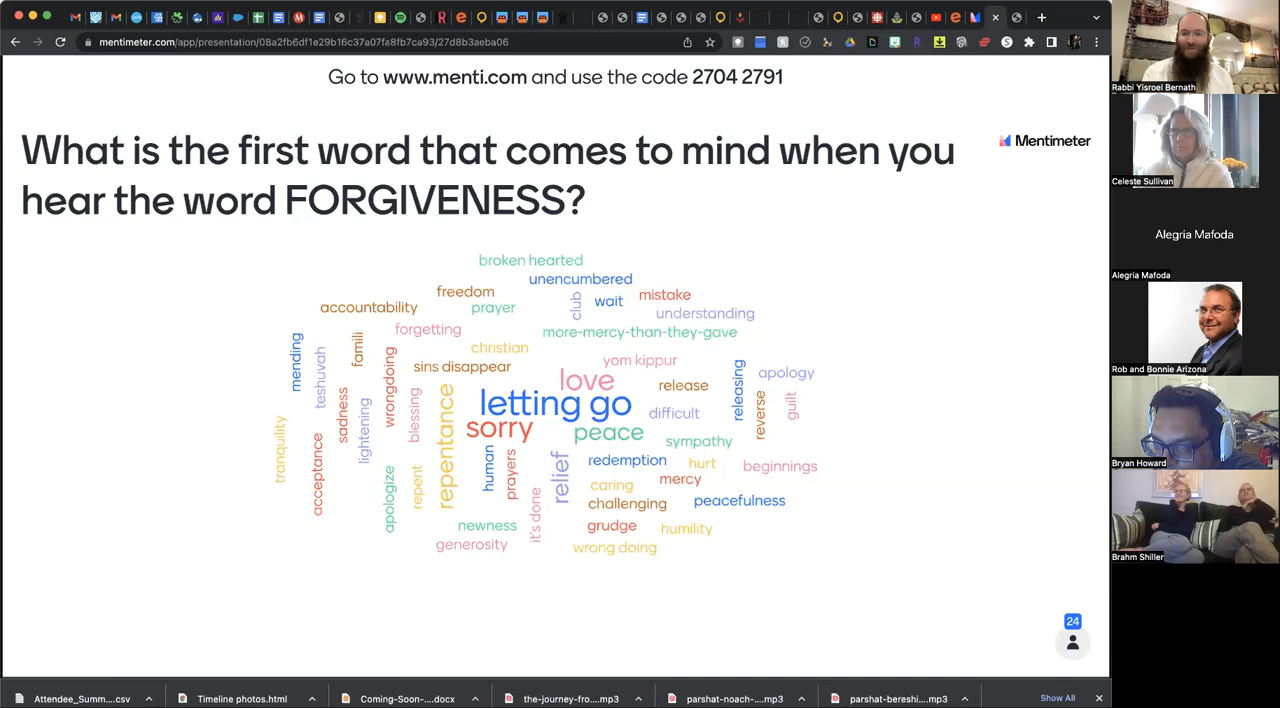 mentimeter.com/app/presentation/08a2fb6df1e29b16c37a07fa8fb7ca93/27d8b3aeba06
Go to www.menti.com and use the code 2704 2791
What is the first word that comes to mind when you
hear the word FORGIVENESS?
Mentimeter
broken hearted
unencumbered
freedom
club
wait
mistake
accountability
prayer
understanding
forgetting
more-mercy-than-they-gave
mending
teshuvah
famili
wrongdoing
christian
yom kippur
sins disappear
love
release
releasing
apology
tranquility
acceptance
sadness
lightening
blessing
repentance
letting go
difficult
reverse
guilt
sorry
peace
sympathy
apologize
repent
human
prayers
relief
redemption
hurt
beginnings
caring
mercy
it's done
challenging
peacefulness
newness
grudge
humility
generosity
wrong doing
24
Attendee_Summ....csv
Timeline photos.html
Coming-Soon-....docx
the-journey-fro....mp3
parshat-noach-....mp3
parshat-bereshi....mp3
Show All
Rabbi Yisroel Bernath
Celeste Sullivan
Alegria Mafoda
Alegria Mafoda
Rob and Bonnie Arizona
Bryan Howard
Brahm Shiller